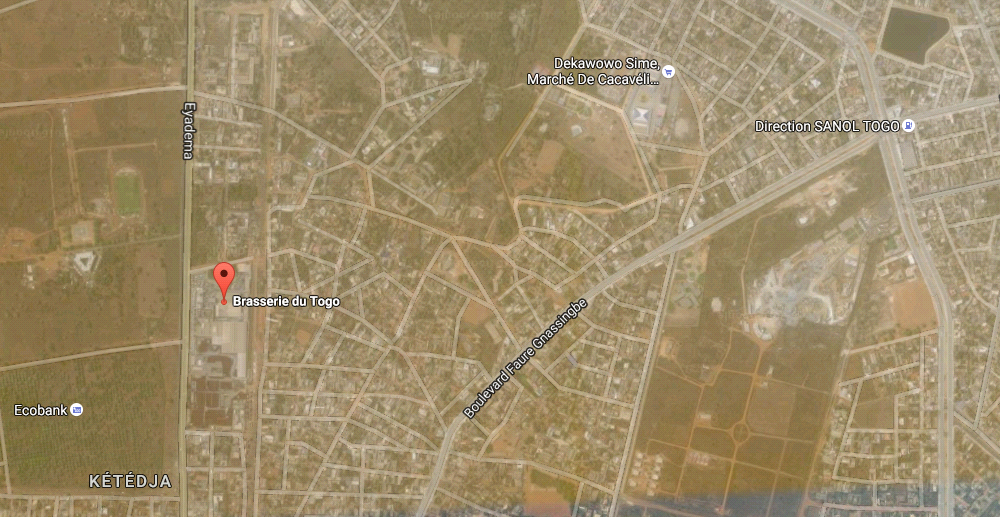 Dekawowo Sime,
Marché De Cacavéli...
Direction SANOL TOGO
Eyadema
Brasserie du Togo
Boulevard Faure Gnassingbe
Ecobank
KÉTÉDJA